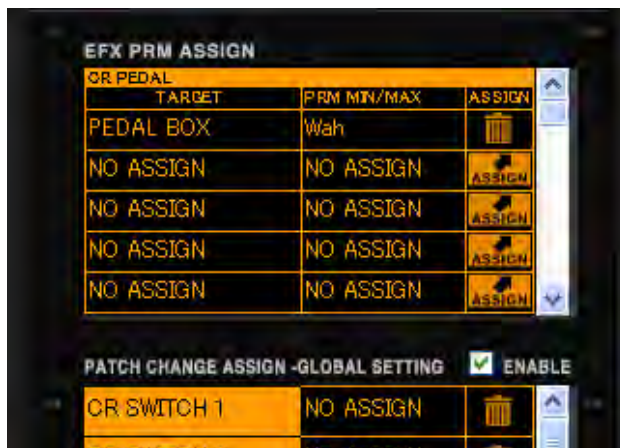 EFX PRM ASSIGN
CR PEDAL
TARGET PRM MIN/MAX ASSIGN
PEDAL BOX Wah
NO ASSIGN NO ASSIGN ASSIGN
NO ASSIGN NO ASSIGN ASSIGN
NO ASSIGN NO ASSIGN ASSIGN
NO ASSIGN NO ASSIGN ASSIGN
PATCH CHANGE ASSIGN -GLOBAL SETTING ENABLE
CR SWITCH 1 NO ASSIGN